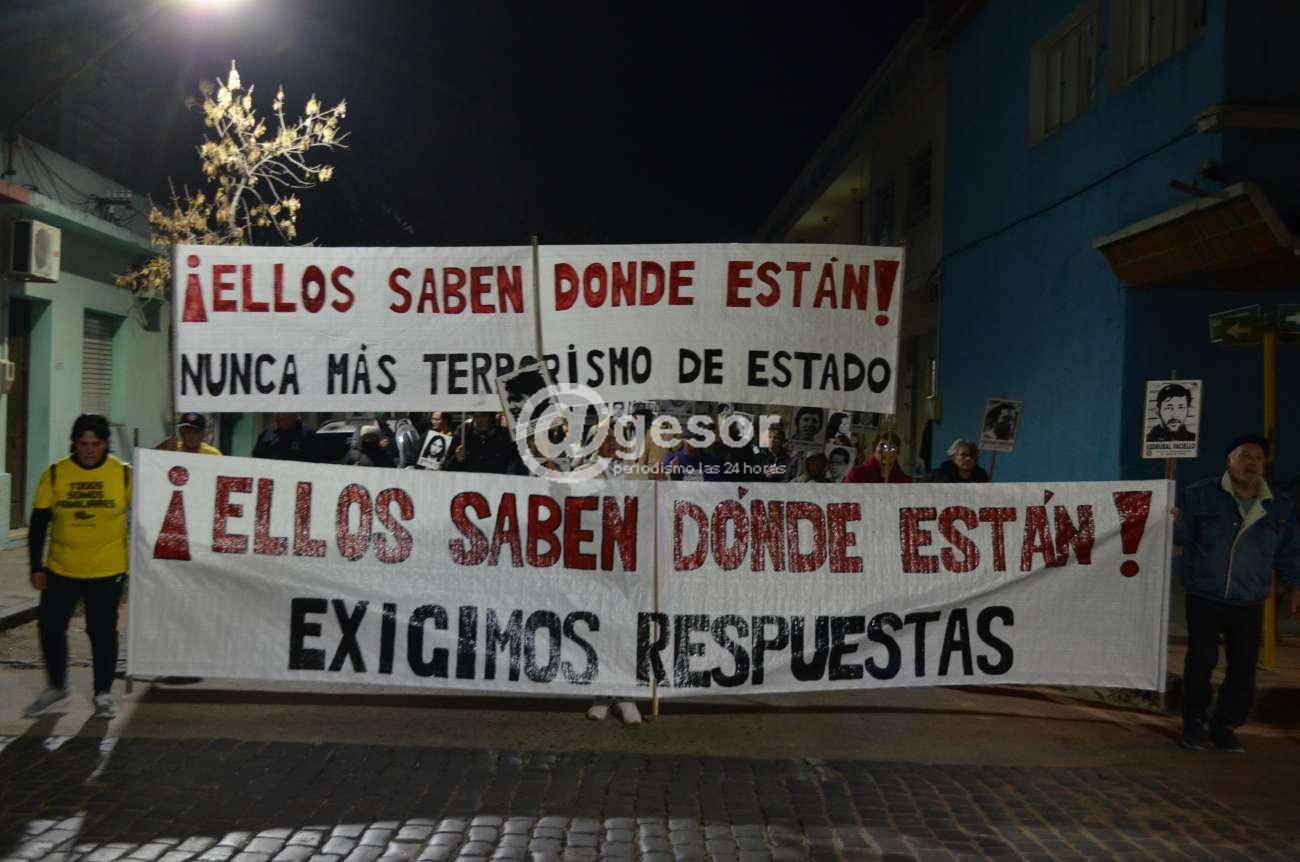 ¡ELLOS SABEN DONDE ESTÁN!
NUNCA MÁS TERRORISMO DE ESTADO
@gesor
periodismo las 24 horas
TODOS
SOMOS
FAMILIARES
¡ELLOS SABEN DÓNDE ESTÁN!
EXIGIMOS RESPUESTAS